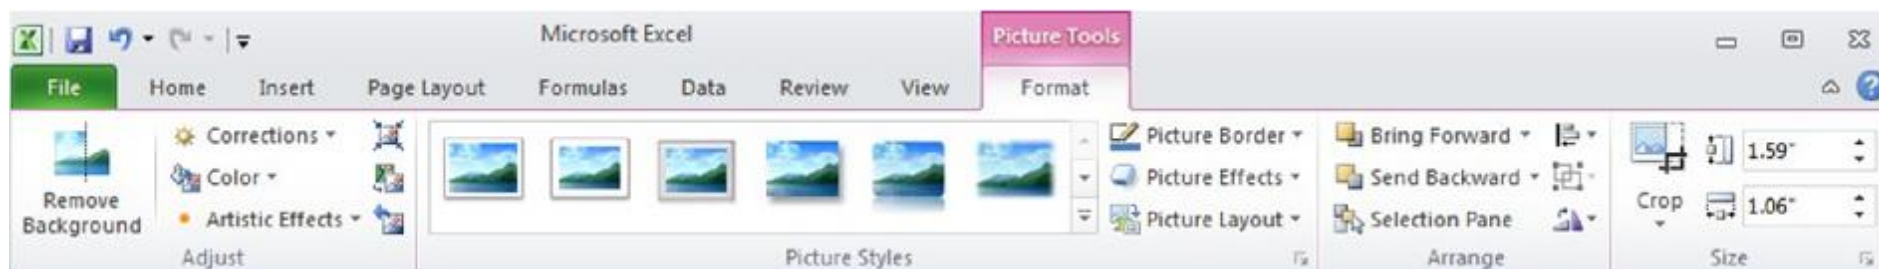 Microsoft Excel
Picture Tools
File Home Insert Page Layout Formulas Data Review View Format
Remove Background
Corrections
Color
Artistic Effects
Adjust
Picture Styles
Picture Border
Picture Effects
Picture Layout
Bring Forward
Send Backward
Selection Pane
Arrange
Crop
1.59"
1.06"
Size